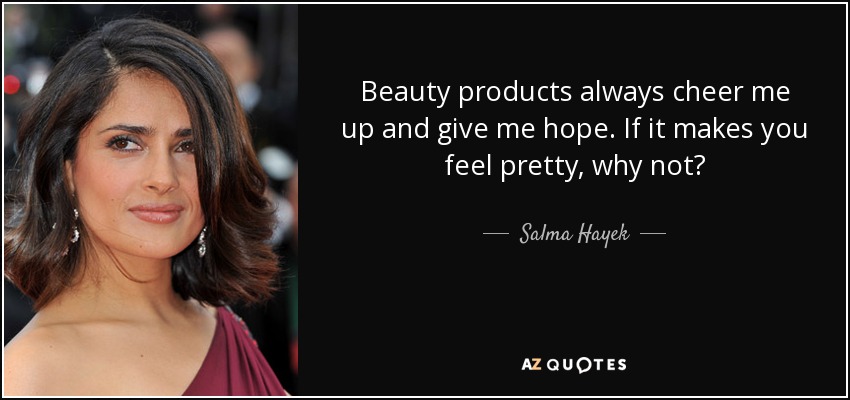 Beauty products always cheer me
up and give me hope. If it makes you
feel pretty, why not?
Salma Hayek
AZ QUOTES